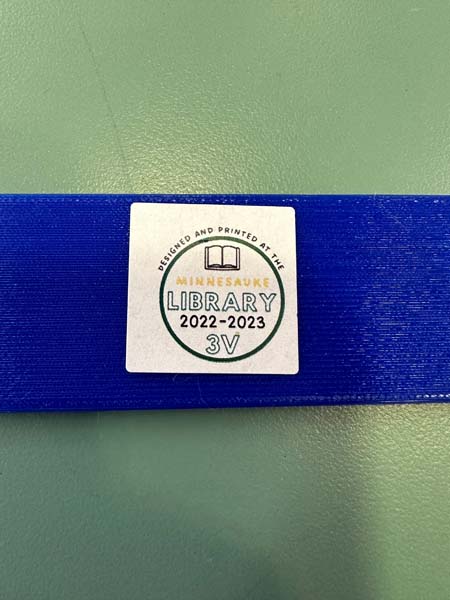 DESIGNED AND PRINTED AT THE
MINNESAUKE
LIBRARY
2022-2023
3V